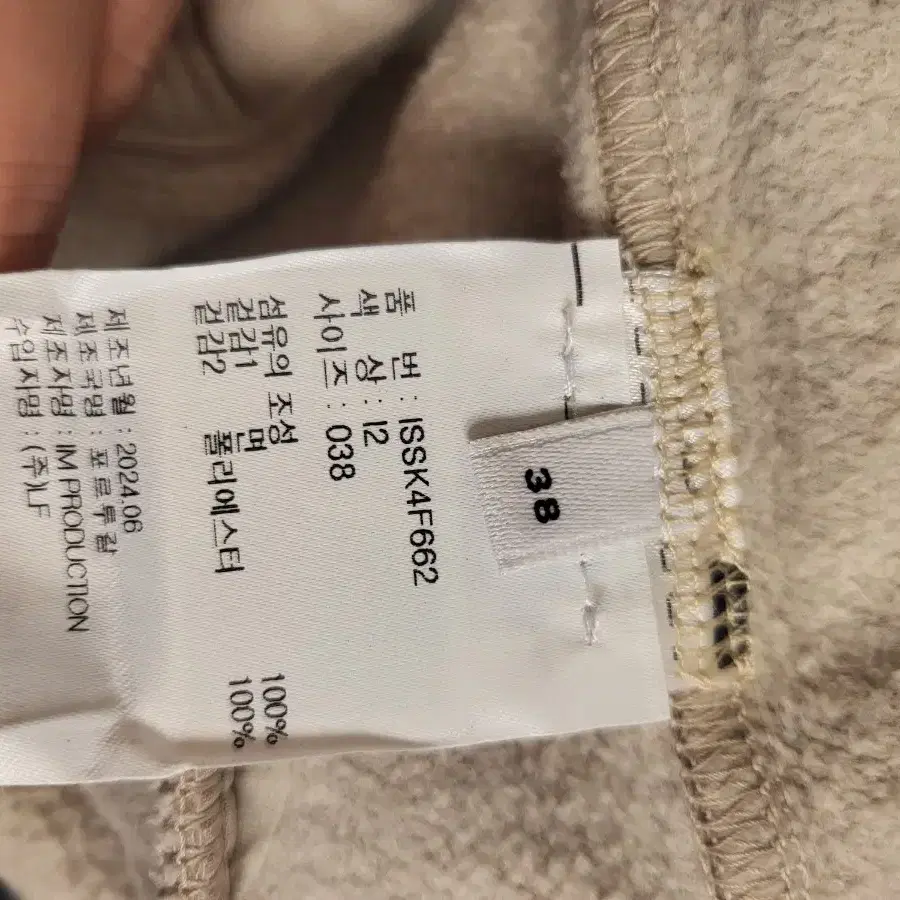 38
품 번 : ISSK4F662
색 상 : I2
사이즈 : 038
섬유의 조성
겉감1 면 100%
겉감2 폴리에스터 100%
제조년월 : 2024.06
제조국명 : 포르투갈
제조자명 : IM PRODUCTION
수입자명 : (주)LF